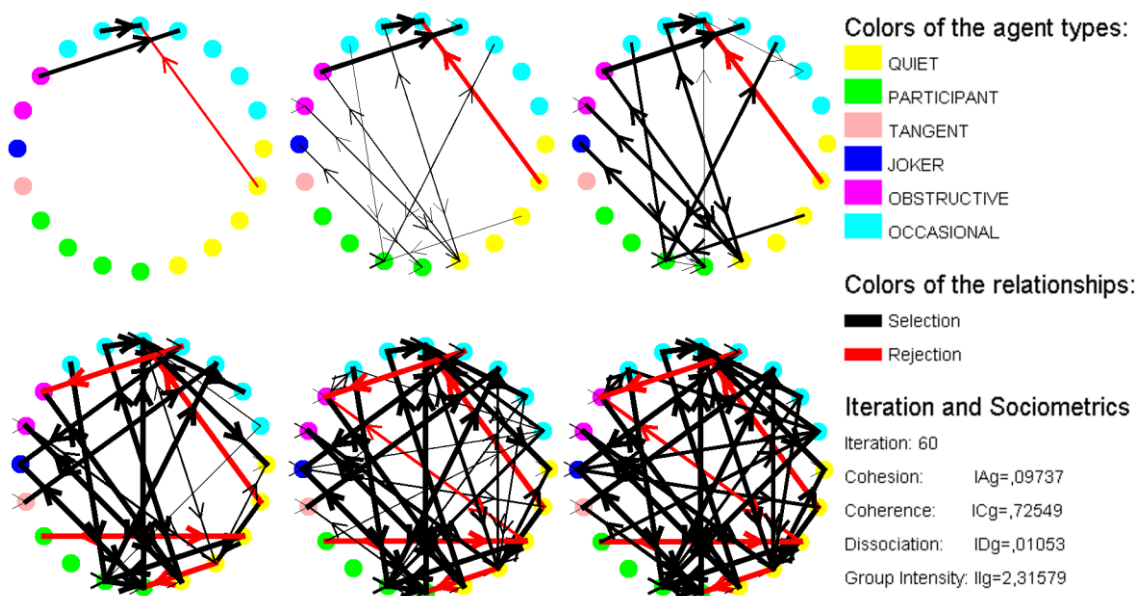 Colors of the agent types:
QUIET
PARTICIPANT
TANGENT
JOKER
OBSTRUCTIVE
OCCASIONAL
Colors of the relationships:
Selection
Rejection
Iteration and Sociometrics
Iteration: 60
Cohesion: IAg=,09737
Coherence: ICg=,72549
Dissociation: IDg=,01053
Group Intensity: IIg=2,31579